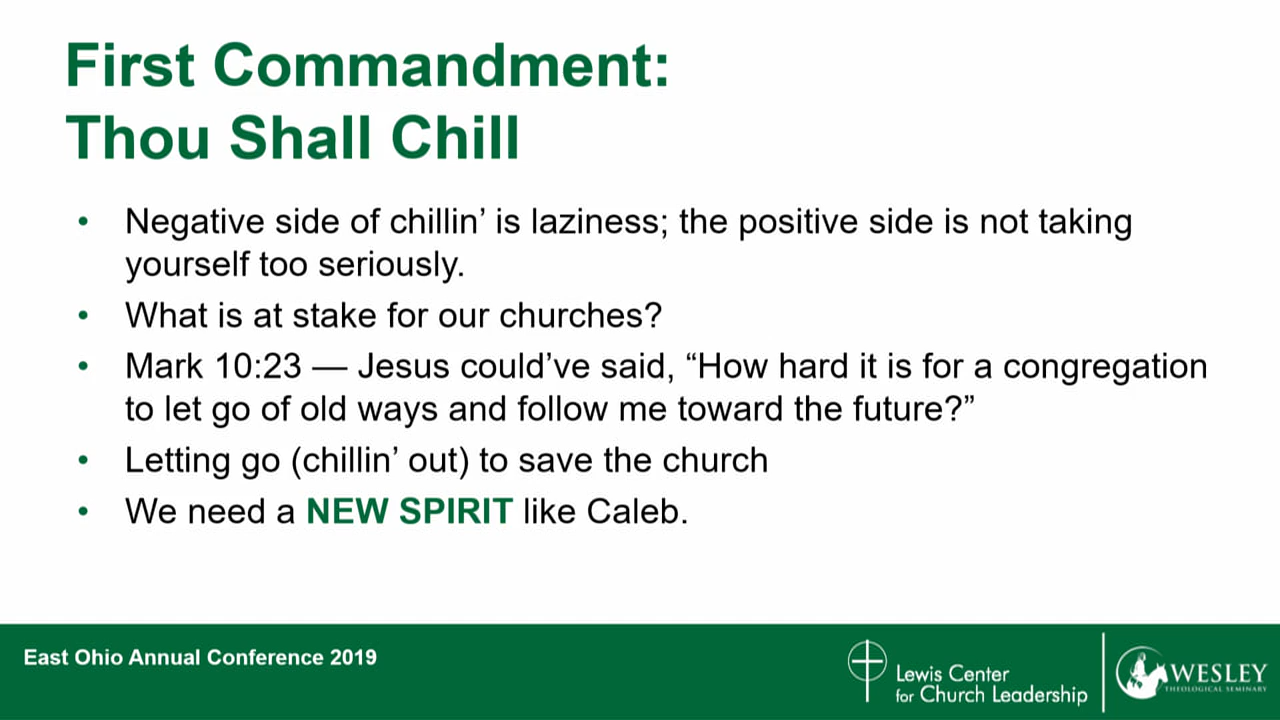 First Commandment:
Thou Shall Chill
• Negative side of chillin’ is laziness; the positive side is not taking
yourself too seriously.
• What is at stake for our churches?
• Mark 10:23 — Jesus could’ve said, “How hard it is for a congregation
to let go of old ways and follow me toward the future?”
• Letting go (chillin’ out) to save the church
• We need a NEW SPIRIT like Caleb.
East Ohio Annual Conference 2019
Lewis Center
for Church Leadership
WESLEY
THEOLOGICAL SEMINARY